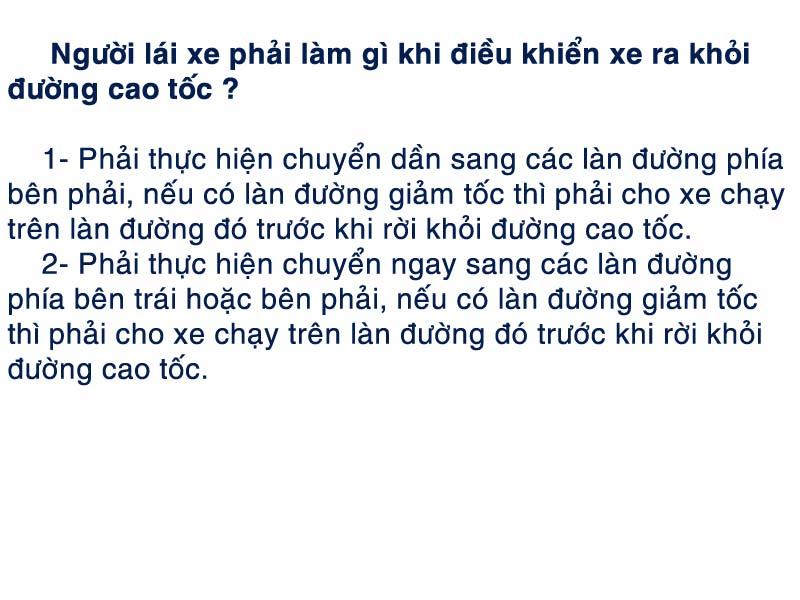 Người lái xe phải làm gì khi điều khiển xe ra khỏi
đường cao tốc ?
1- Phải thực hiện chuyển dần sang các làn đường phía
bên phải, nếu có làn đường giảm tốc thì phải cho xe chạy
trên làn đường đó trước khi rời khỏi đường cao tốc.
2- Phải thực hiện chuyển ngay sang các làn đường
phía bên trái hoặc bên phải, nếu có làn đường giảm tốc
thì phải cho xe chạy trên làn đường đó trước khi rời khỏi
đường cao tốc.